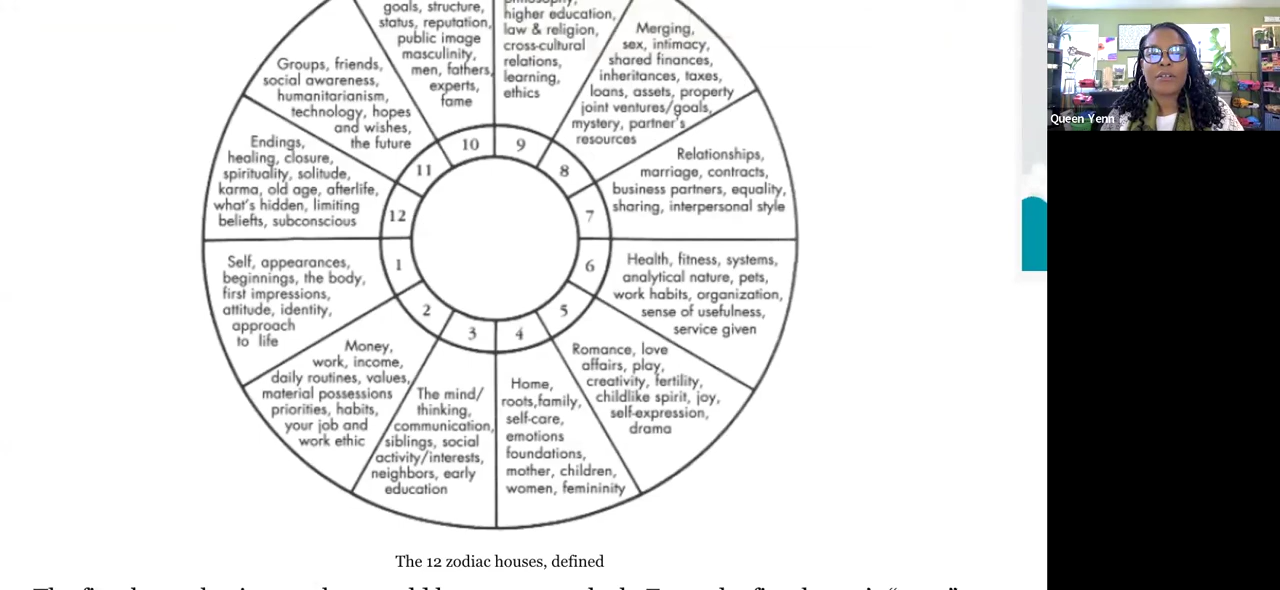 goals, structure,
status, reputation,
public image
masculinity,
men, fathers,
experts,
fame
higher education,
law & religion,
cross-cultural
relations,
learning,
ethics
Merging,
sex, intimacy,
shared finances,
inheritances, taxes,
loans, assets, property
joint ventures/goals,
mystery, partner's
resources
Groups, friends,
social awareness,
humanitarianism,
technology, hopes
and wishes,
the future
Endings,
healing, closure,
spirituality, solitude,
karma, old age, afterlife,
what's hidden, limiting
beliefts, subconscious
Relationships,
marriage, contracts,
business partners, equality,
sharing, interpersonal style
10
9
11
8
12
7
1
6
2
5
3
4
Self, appearances,
beginnings, the body,
first impressions,
attitude, identity,
approach
to life
Health, fitness, systems,
analytical nature, pets,
work habits, organization,
sense of usefulness,
service given
Money,
work, income,
daily routines, values,
material possessions
priorities, habits,
your job and
work ethic
The mind/
thinking,
communication,
siblings, social
activity/interests,
neighbors, early
education
Home,
roots,family,
self-care,
emotions
foundations,
mother, children,
women, femininity
Romance, love
affairs, play,
creativity, fertility,
childlike spirit, joy,
self-expression,
drama
The 12 zodiac houses, defined
Queen Yenn